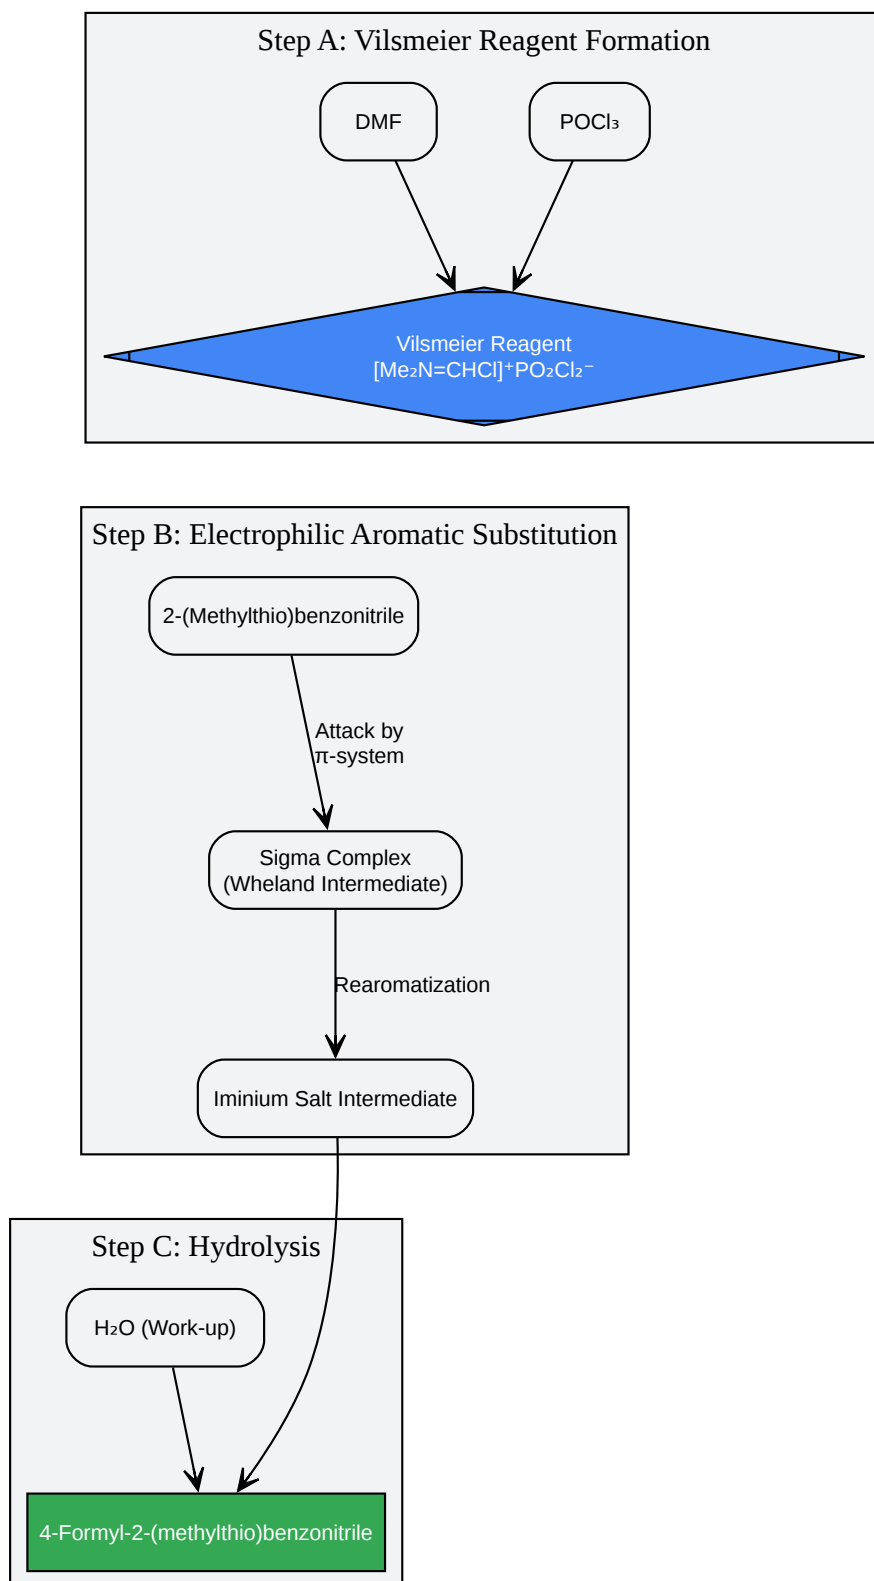 Step A: Vilsmeier Reagent Formation
DMF
POCl₃
Vilsmeier Reagent
[Me₂N=CHCl]⁺PO₂Cl₂⁻
Step B: Electrophilic Aromatic Substitution
2-(Methylthio)benzonitrile
Attack by
π-system
Sigma Complex
(Wheland Intermediate)
Rearomatization
Iminium Salt Intermediate
Step C: Hydrolysis
H₂O (Work-up)
4-Formyl-2-(methylthio)benzonitrile